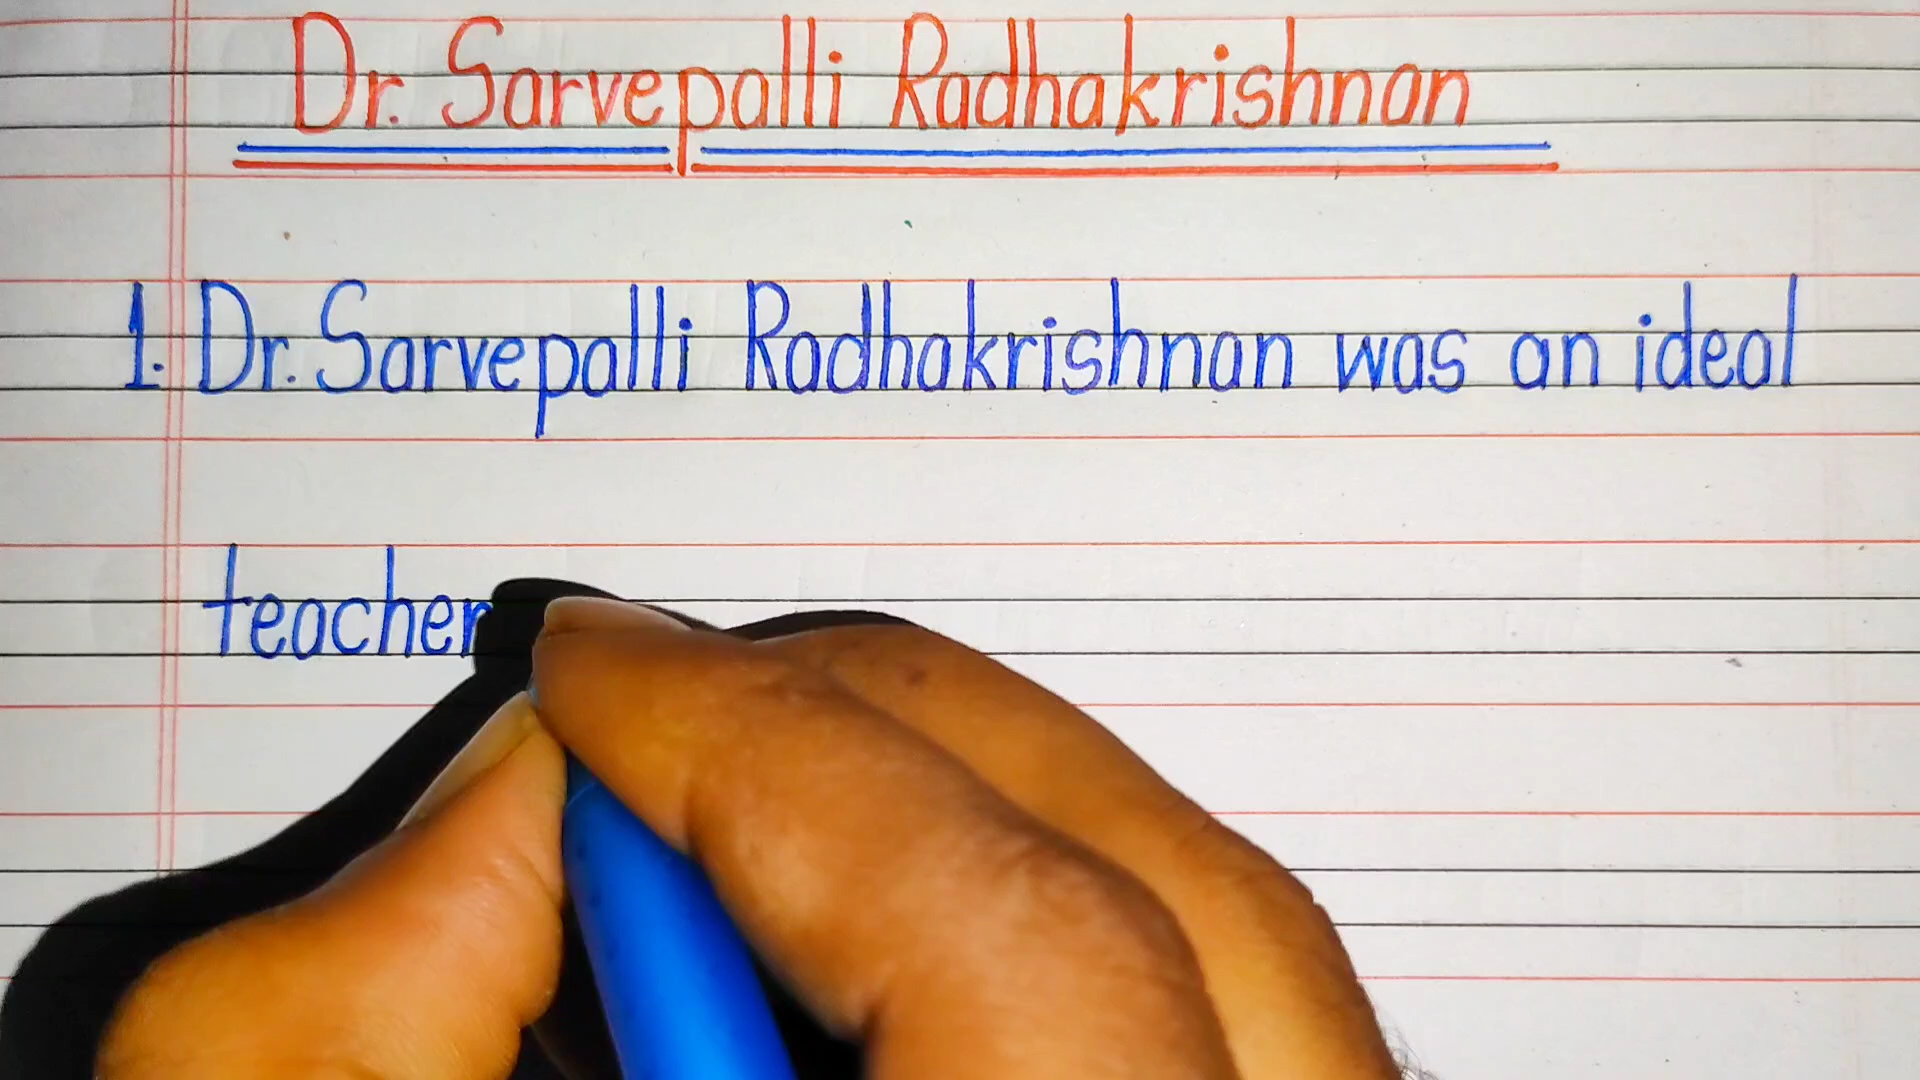 Dr. Sarvepalli Radhakrishnan
1. Dr. Sarvepalli Radhakrishnan was an ideal
teacher